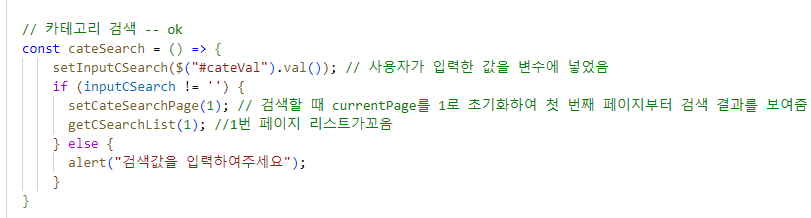 // 카테고리 검색 -- ok
const cateSearch = () => {
setInputCSearch($("#cateVal").val()); // 사용자가 입력한 값을 변수에 넣었음
if (inputCSearch != '') {
setCateSearchPage(1); // 검색할 때 currentPage를 1로 초기화하여 첫 번째 페이지부터 검색 결과를 보여줌
getCSearchList(1); //1번 페이지 리스트가꼬옴
} else {
alert("검색값을 입력하여주세요");
}
}